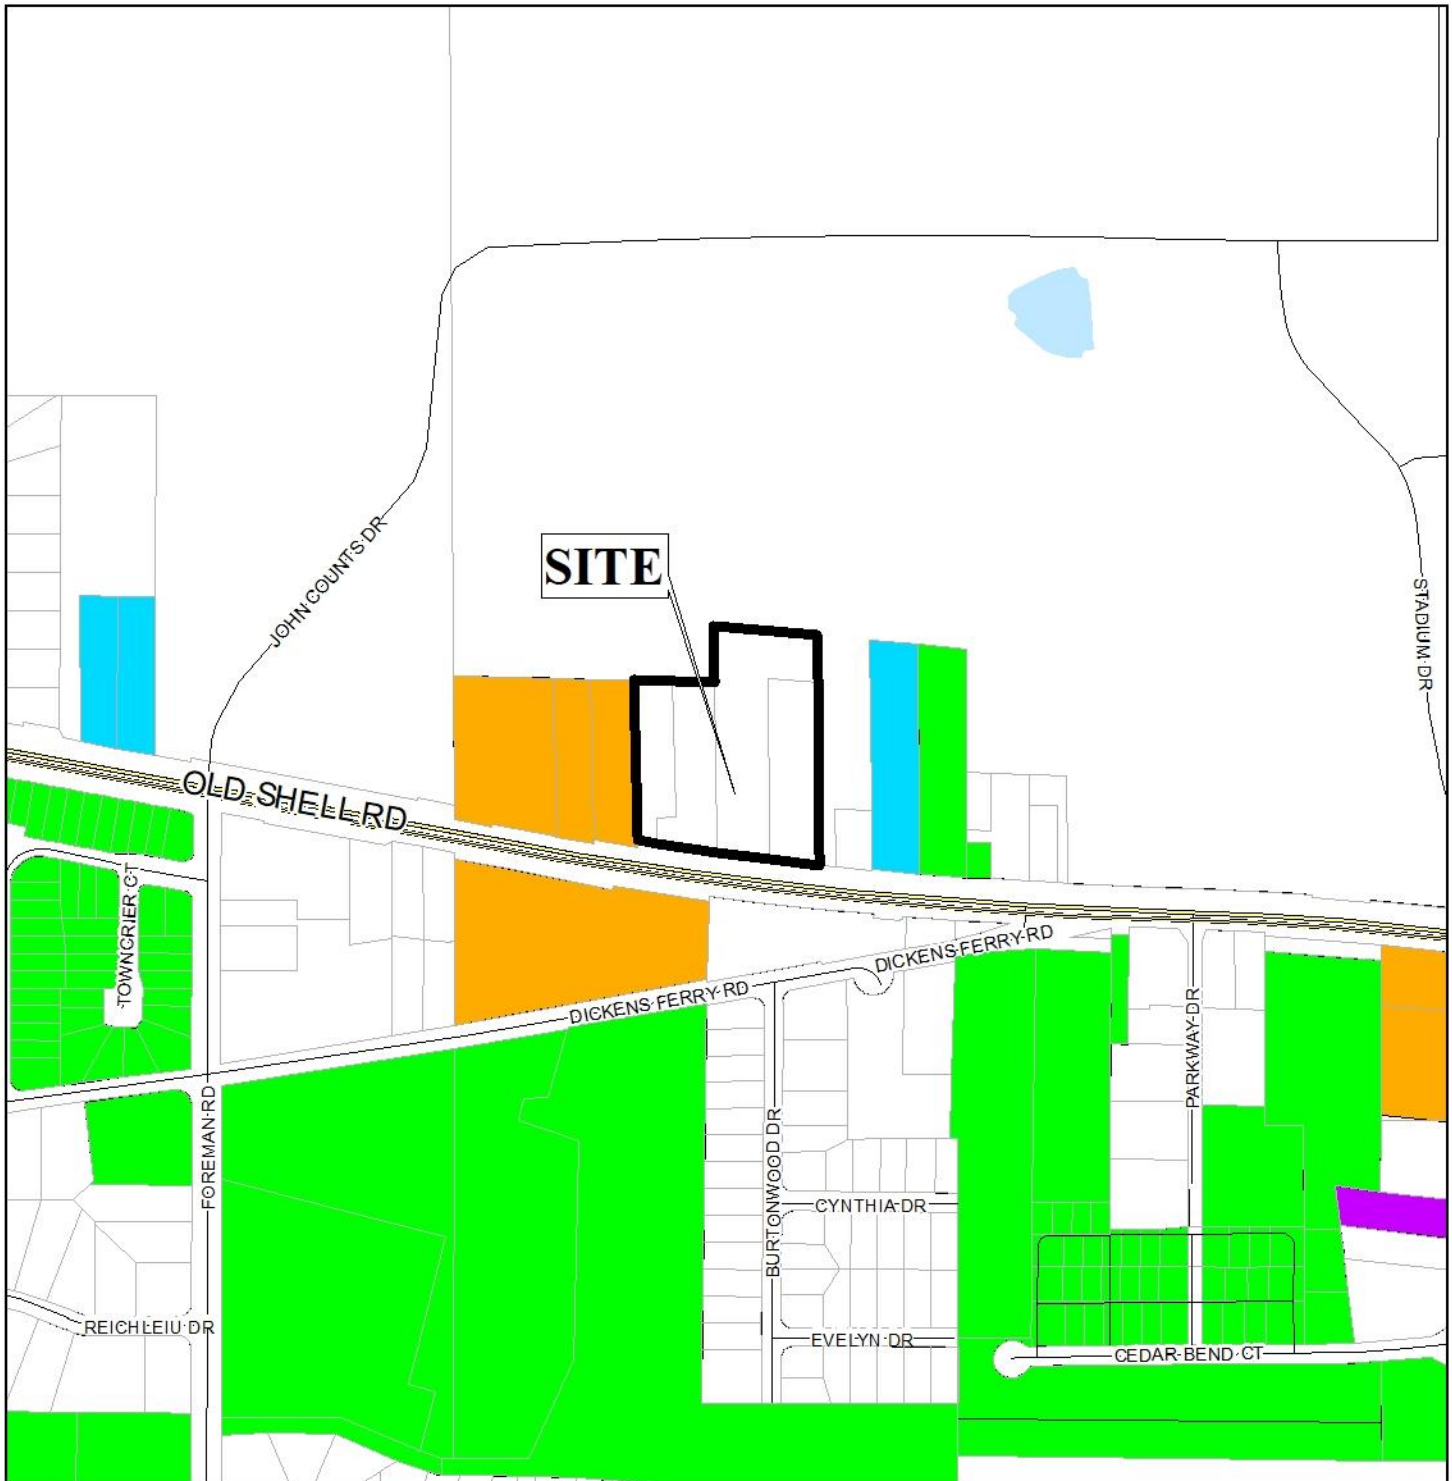 SITE
JOHN COUNTS DR
STADIUM DR
OLD SHELL RD
TOWNCRIER CT
DICKENS FERRY RD
DICKENS FERRY RD
PARKWAY DR
FOREMAN RD
BURTONWOOD DR
CYNTHIA DR
REICHLEIU DR
EVELYN DR
CEDAR BEND CT